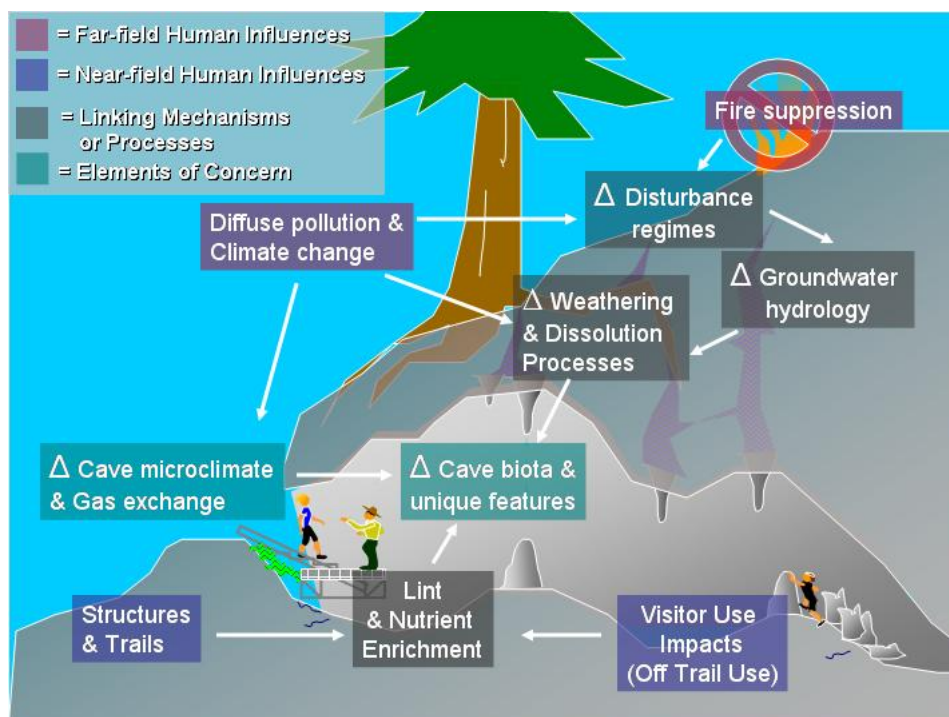 = Far-field Human Influences
= Near-field Human Influences
= Linking Mechanisms
or Processes
= Elements of Concern
Fire suppression
Δ Disturbance
regimes
Diffuse pollution &
Climate change
Δ Groundwater
hydrology
Δ Weathering
& Dissolution
Processes
Δ Cave microclimate
& Gas exchange
Δ Cave biota &
unique features
Structures
& Trails
Lint
& Nutrient
Enrichment
Visitor Use
Impacts
(Off Trail Use)